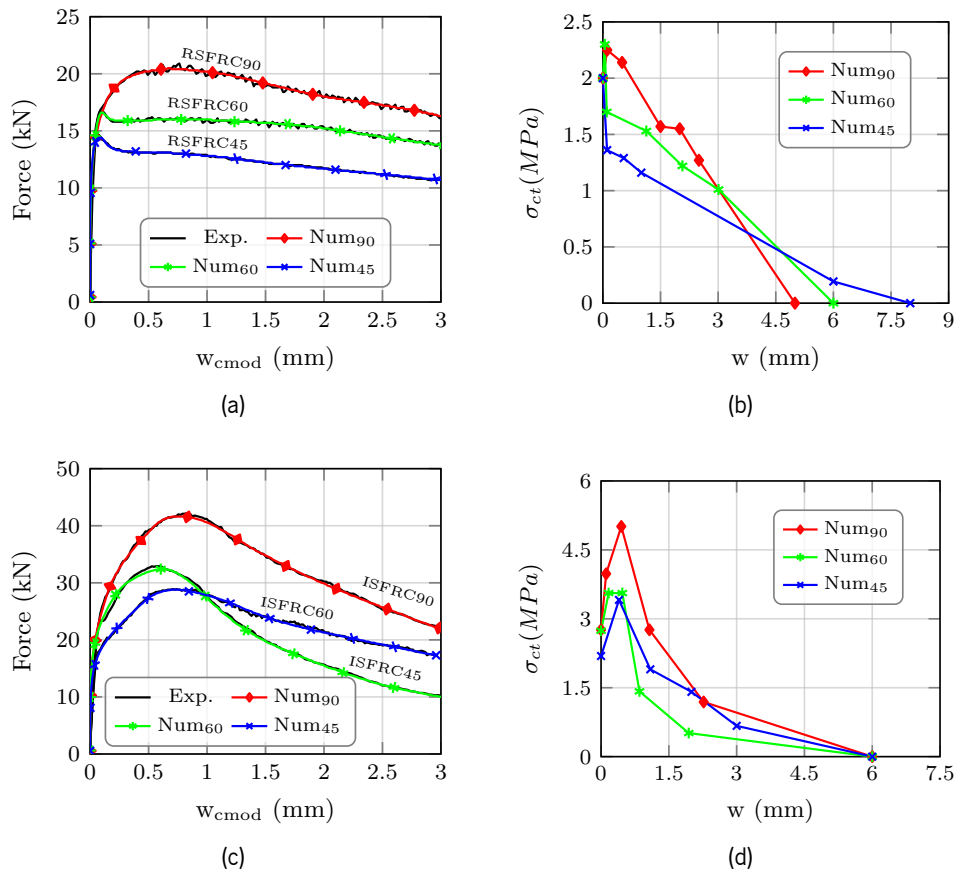 25
20
15
10
5
0
Force (kN)
RSFRC90
RSFRC60
RSFRC45
Exp. Num90
Num60 Num45
0 0.5 1 1.5 2 2.5 3
wcmod (mm)
(a)
2.5
2
1.5
1
0.5
0
σct(MPa)
Num90
Num60
Num45
0 1.5 3 4.5 6 7.5 9
w (mm)
(b)
50
40
30
20
10
0
Force (kN)
ISFRC90
ISFRC60
ISFRC45
Exp. Num90
Num60 Num45
0 0.5 1 1.5 2 2.5 3
wcmod (mm)
(c)
6
4.5
3
1.5
0
σct(MPa)
Num90
Num60
Num45
0 1.5 3 4.5 6 7.5
w (mm)
(d)